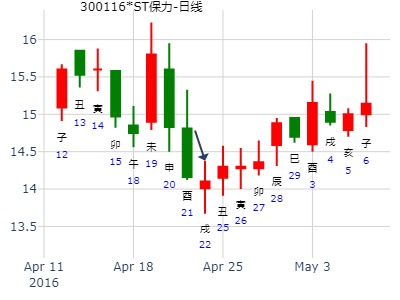 300116*ST保力-日线
16
15.5
15
14.5
14
13.5
子
12
丑
13
寅
14
卯
15
午
18
未
19
申
20
酉
21
戌
22
丑
25
寅
26
卯
27
辰
28
巳
29
酉
3
戌
4
亥
5
子
6
Apr 11
2016
Apr 18
Apr 25
May 3